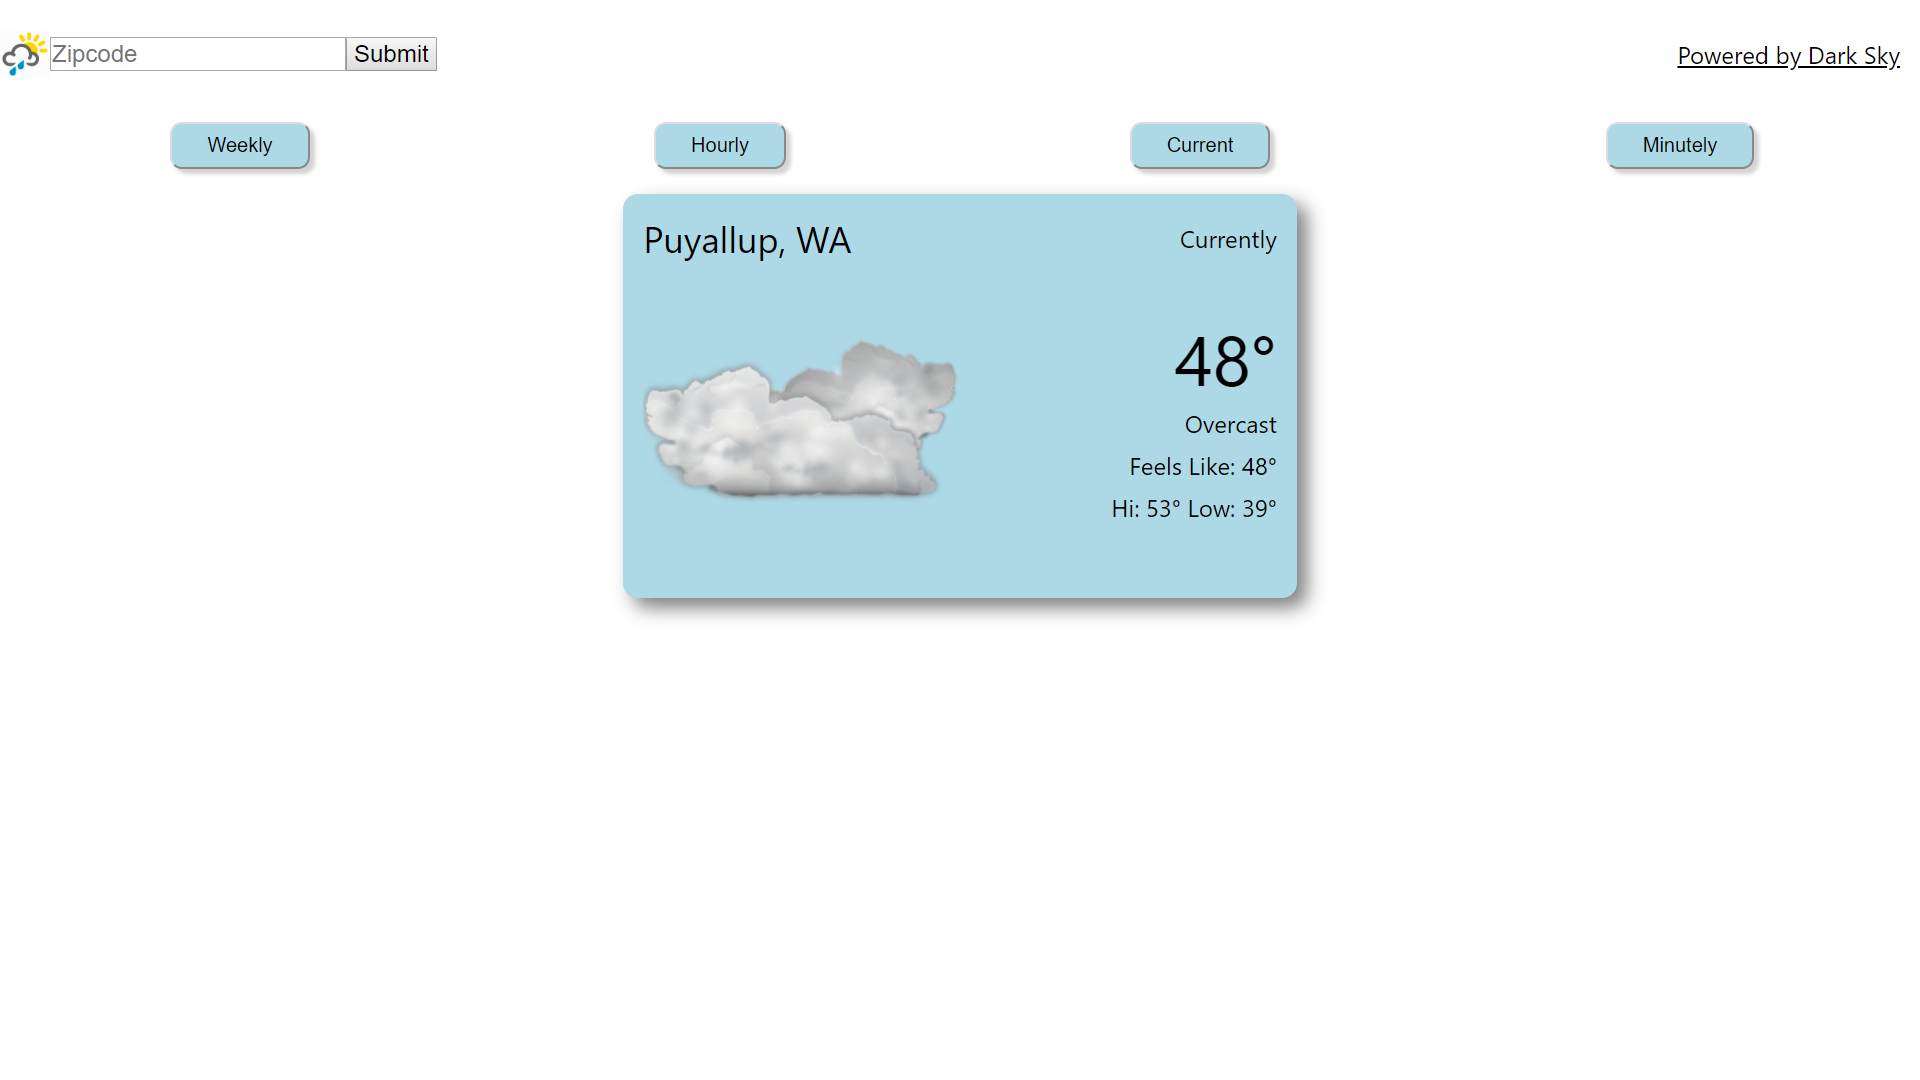 Zipcode Submit Powered by Dark Sky
Weekly Hourly Current Minutely
Puyallup, WA Currently
48°
Overcast
Feels Like: 48°
Hi: 53° Low: 39°